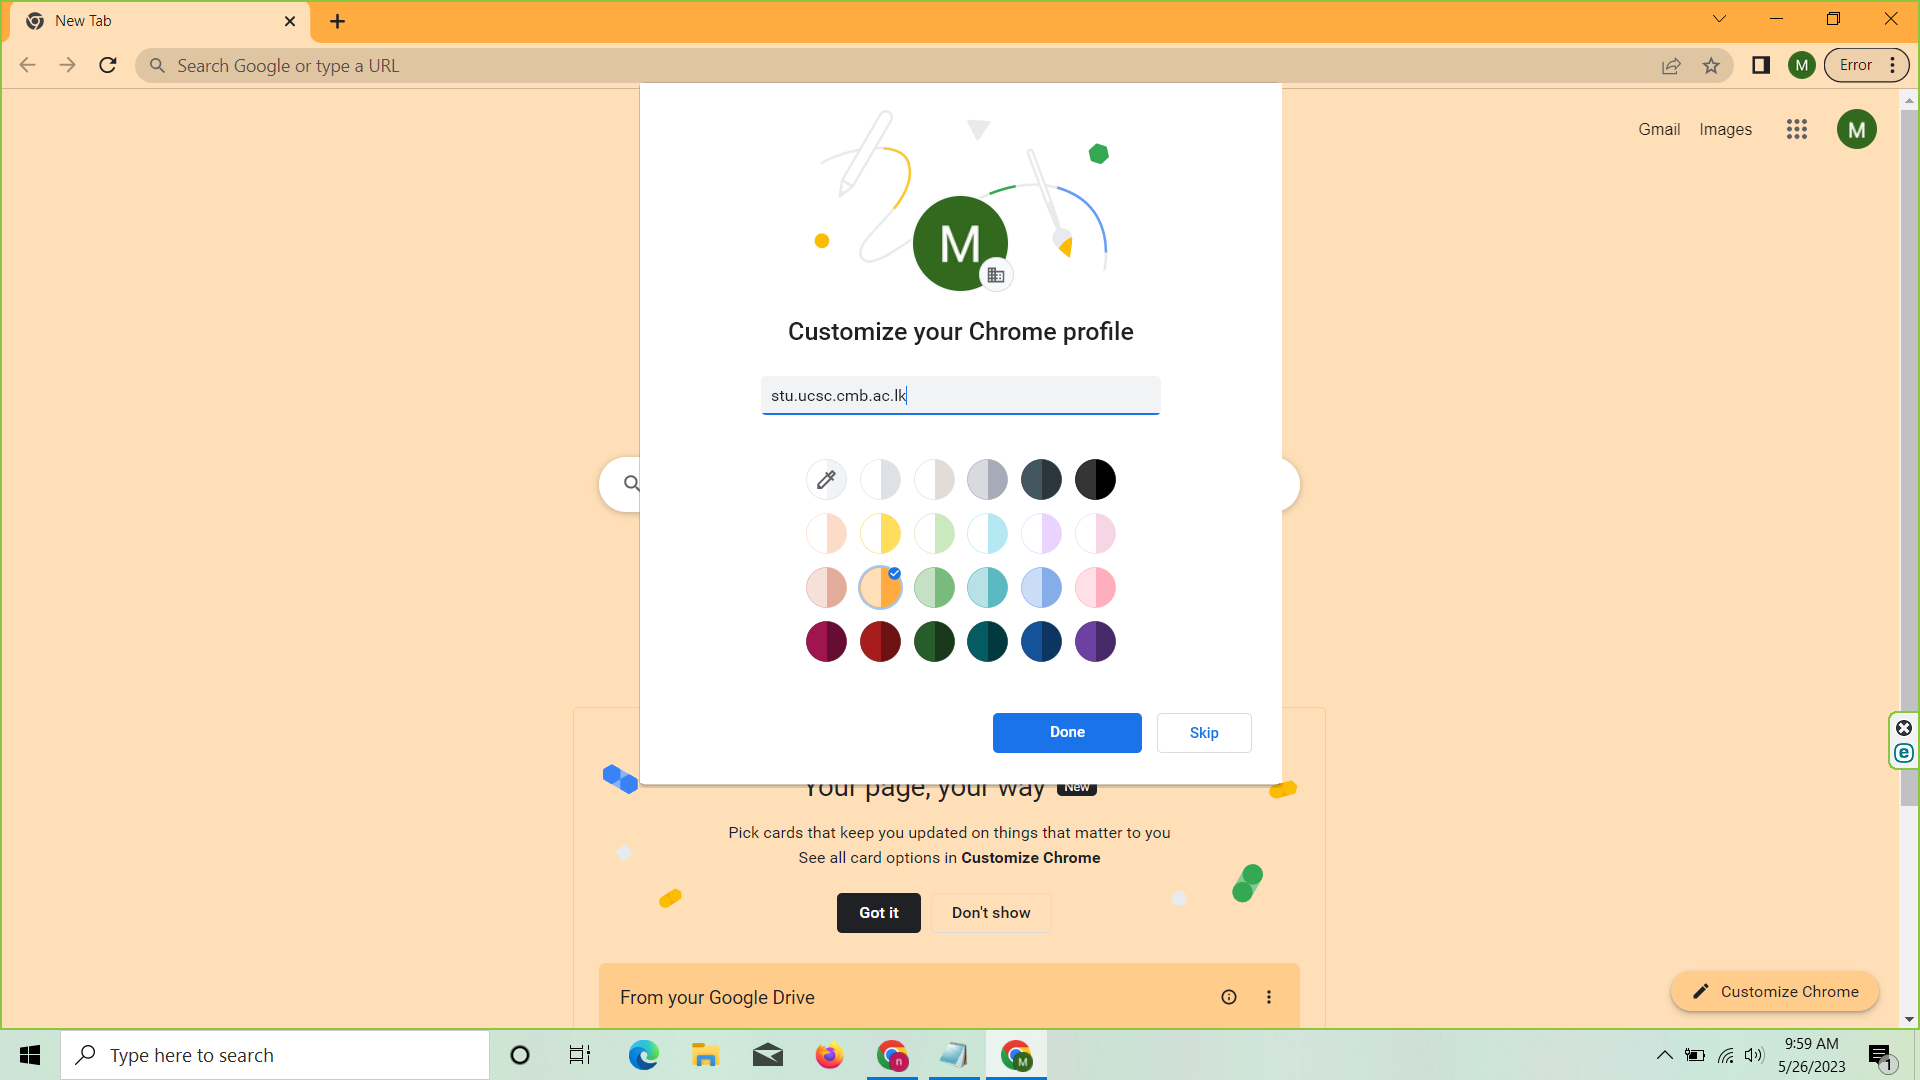 New Tab
Search Google or type a URL
M
Error
Gmail
Images
M
M
Customize your Chrome profile
stu.ucsc.cmb.ac.lk
Done
Skip
Your page, your way
New
Pick cards that keep you updated on things that matter to you
See all card options in Customize Chrome
Got it
Don't show
From your Google Drive
Customize Chrome
e
Type here to search
n
M
9:59 AM
5/26/2023
1